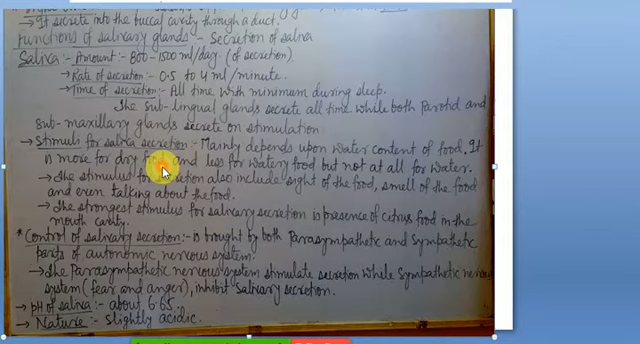 → It secrete into the buccal cavity through a duct.
Functions of salivary glands - Secretion of saliva
Saliva :- Amount :- 800 - 1500 ml/day. (of secretion).
→ Rate of secretion :- 0.5 to 4 ml/minute.
→ Time of secretion :- All time with minimum during sleep.
The sub-lingual glands secrete all time while both Parotid and
Sub-maxillary glands secrete on stimulation
→ Stimuli for saliva secretion :- Mainly depends upon water content of food. It
is more for dry food and less for watery food but not at all for water.
→ The stimulus for secretion also include sight of the food, smell of the food
and even talking about the food.
→ The strongest stimulus for salivary secretion is presence of citrus food in the
mouth cavity.
* Control of salivary secretion :- is brought by both Parasympathetic and Sympathetic
parts of autonomic nervous system.
→ The Parasympathetic nervous system stimulate secretion while Sympathetic
system (fear and anger), inhibit salivary secretion.
→ pH of saliva :- about 6.65.
→ Nature :- Slightly acidic.